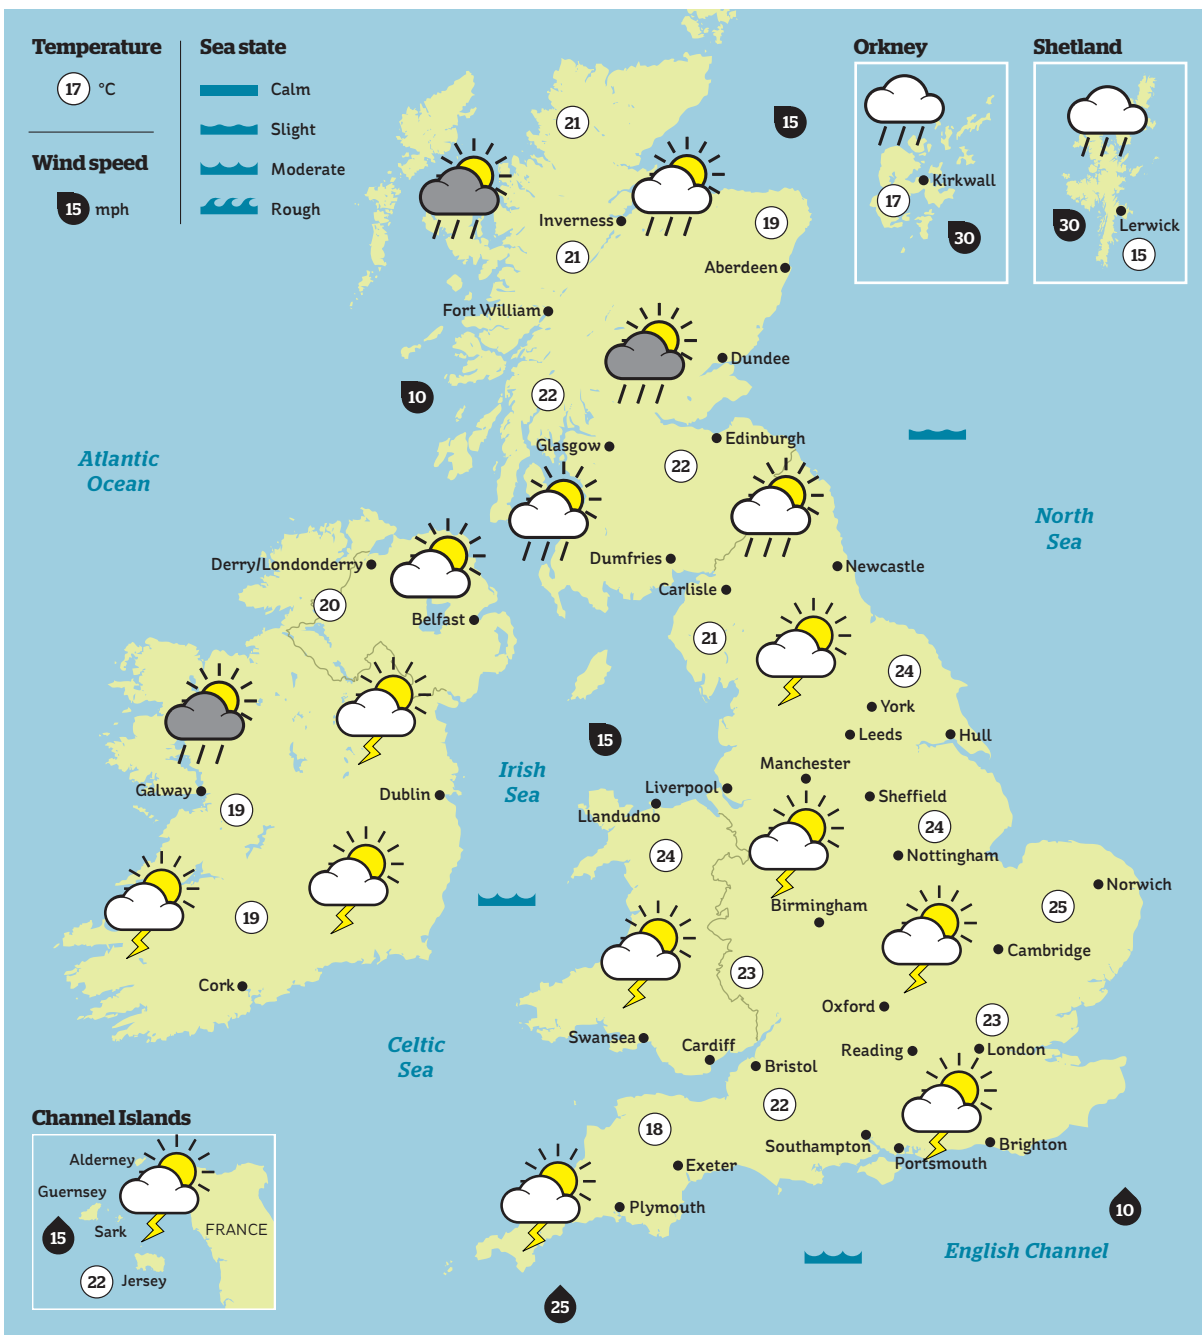 Temperature
17 °C
Wind speed
15 mph
Sea state
Calm
Slight
Moderate
Rough
Orkney
Kirkwall
17
30
Shetland
30
Lerwick
15
21
15
Inverness
19
21
Aberdeen
Fort William
Dundee
10
22
Glasgow
Edinburgh
22
Atlantic
Ocean
North
Sea
Derry/Londonderry
Dumfries
Newcastle
Carlisle
20
Belfast
21
24
York
15
Leeds
Hull
Manchester
Irish
Sea
Galway
Dublin
Liverpool
Sheffield
Llandudno
19
24
24
Nottingham
Norwich
19
Birmingham
25
Cambridge
23
Cork
Oxford
23
Swansea
Cardiff
Reading
London
Celtic
Sea
Bristol
22
18
Southampton
Brighton
Portsmouth
Exeter
Plymouth
10
English Channel
25
Channel Islands
Alderney
Guernsey
15
Sark
FRANCE
22
Jersey